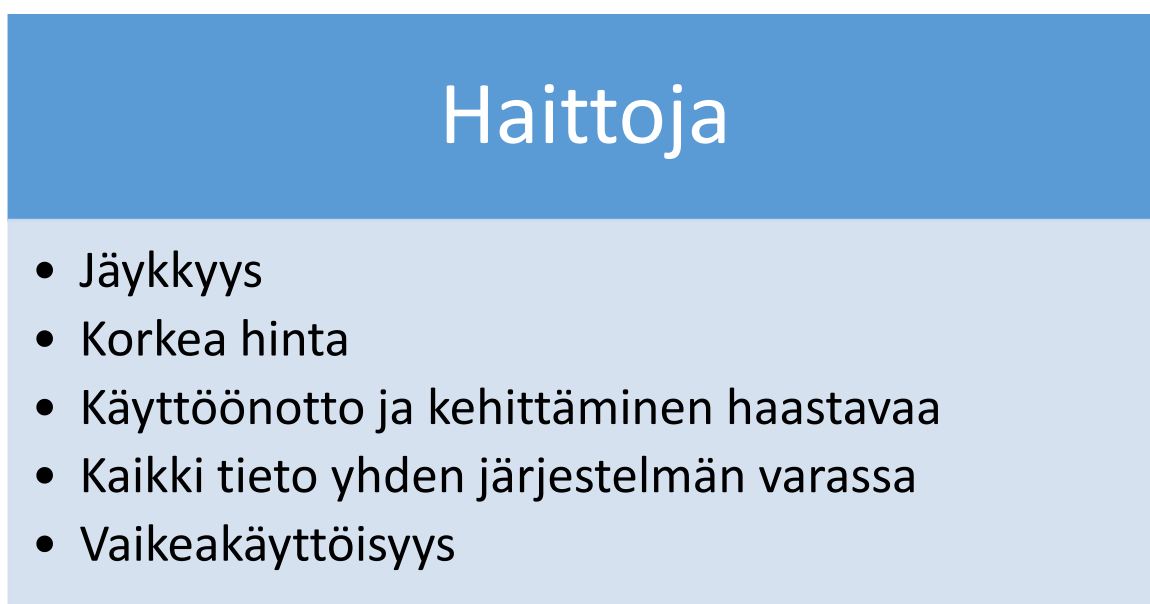 Haittoja
• Jäykkyys
• Korkea hinta
• Käyttöönotto ja kehittäminen haastavaa
• Kaikki tieto yhden järjestelmän varassa
• Vaikeakäyttöisyys